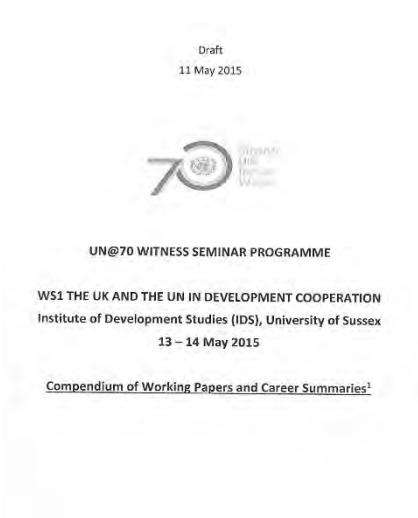 Draft
11 May 2015
70
UN@70 WITNESS SEMINAR PROGRAMME
WS1 THE UK AND THE UN IN DEVELOPMENT COOPERATION
Institute of Development Studies (IDS), University of Sussex
13 – 14 May 2015
Compendium of Working Papers and Career Summaries¹